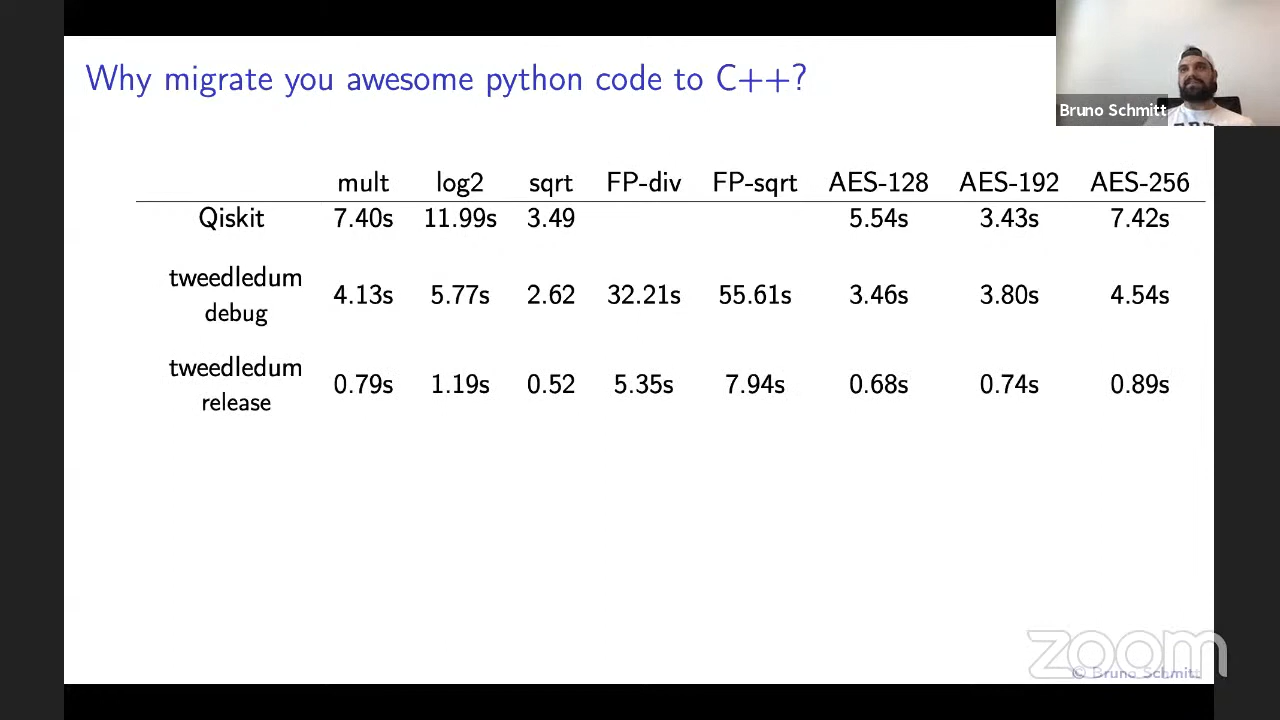 Why migrate you awesome python code to C++?
Bruno Schmitt
mult log2 sqrt FP-div FP-sqrt AES-128 AES-192 AES-256
Qiskit 7.40s 11.99s 3.49 5.54s 3.43s 7.42s
tweedledum
debug
4.13s 5.77s 2.62 32.21s 55.61s 3.46s 3.80s 4.54s
tweedledum
release
0.79s 1.19s 0.52 5.35s 7.94s 0.68s 0.74s 0.89s
zoom
© Bruno Schmitt